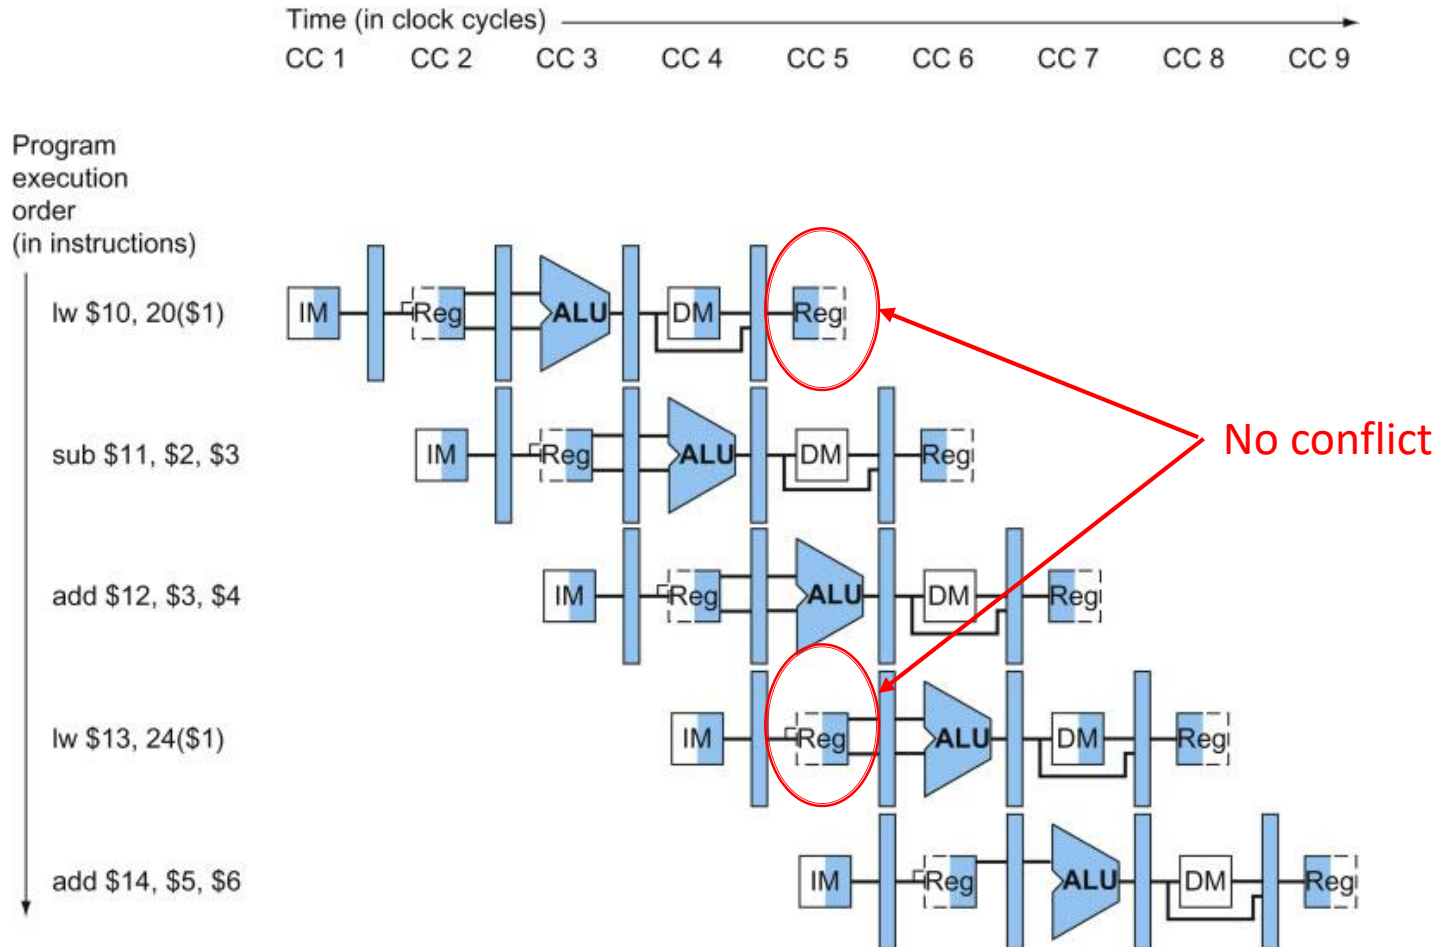 Time (in clock cycles)
CC 1 CC 2 CC 3 CC 4 CC 5 CC 6 CC 7 CC 8 CC 9
Program
execution
order
(in instructions)
lw $10, 20($1)
IM Reg ALU DM Reg
sub $11, $2, $3
IM Reg ALU DM Reg
No conflict
add $12, $3, $4
IM Reg ALU DM Reg
lw $13, 24($1)
IM Reg ALU DM Reg
add $14, $5, $6
IM Reg ALU DM Reg